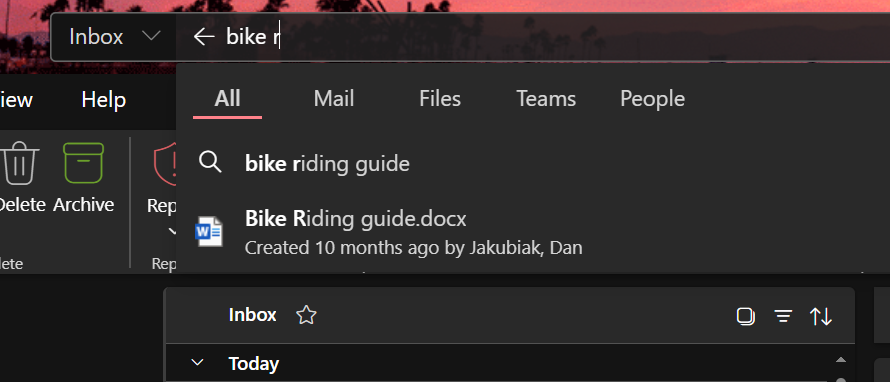 Inbox bike r
iew Help All Mail Files Teams People
bike riding guide
Delete Archive Rep
Bike Riding guide.docx
Created 10 months ago by Jakubiak, Dan
lete Rep
Inbox
Today